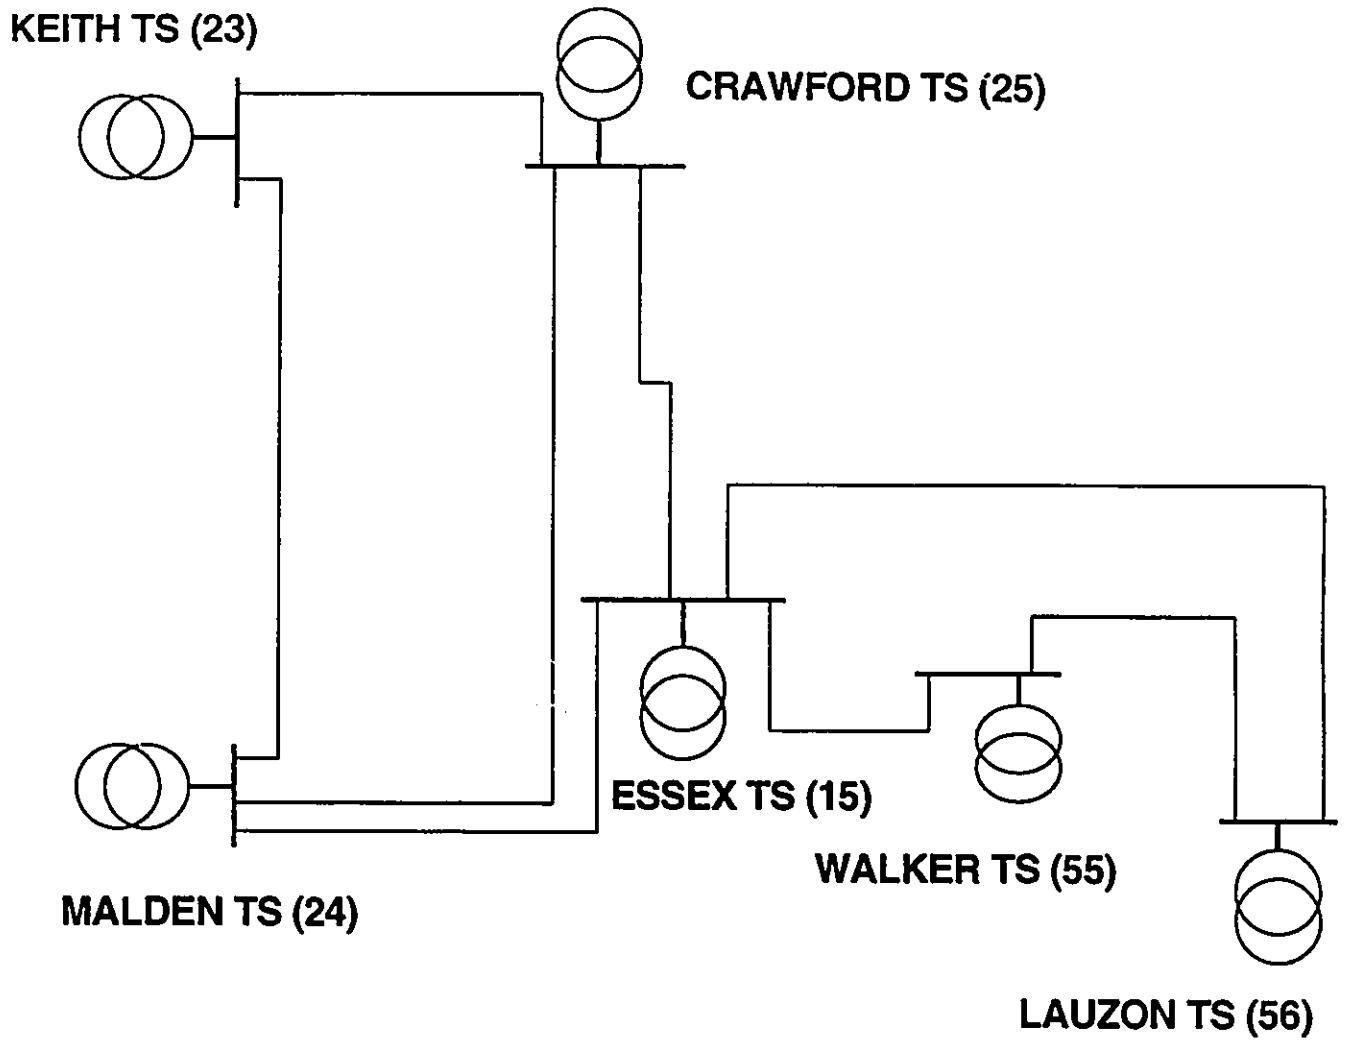 KEITH TS (23)
CRAWFORD TS (25)
ESSEX TS (15)
WALKER TS (55)
MALDEN TS (24)
LAUZON TS (56)